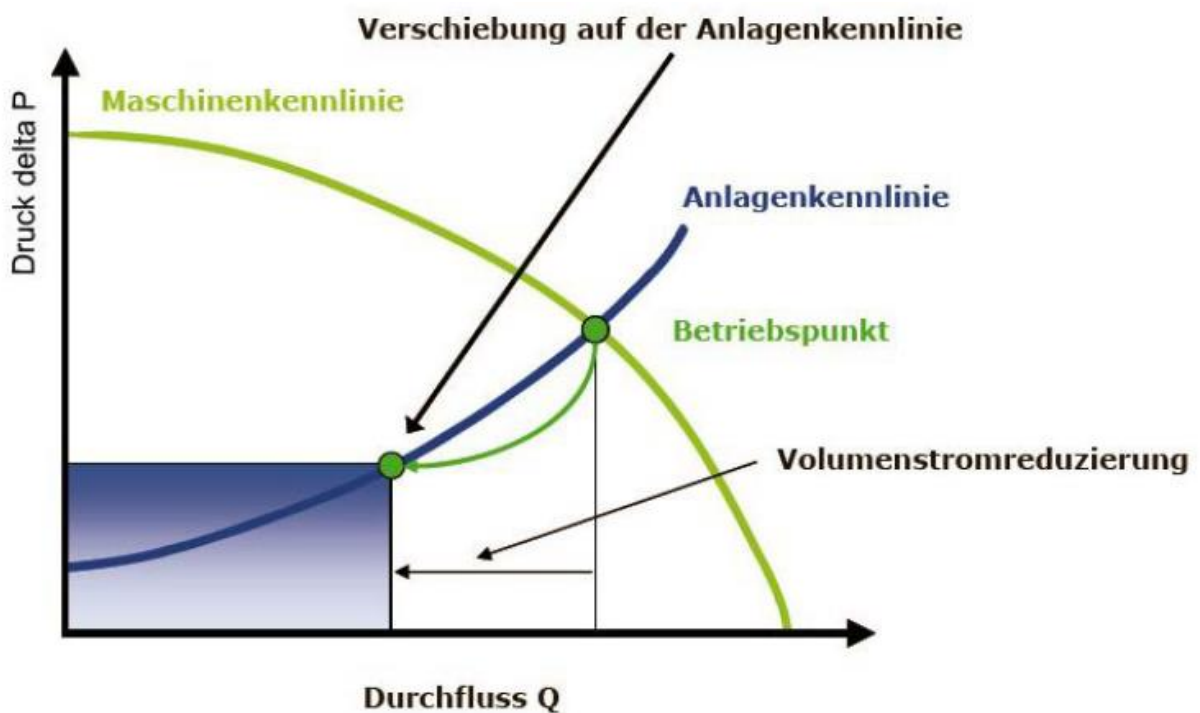 Verschiebung auf der Anlagenkennlinie
Maschinenkennlinie
Druck delta P
Anlagenkennlinie
Betriebspunkt
Volumenstromreduzierung
Durchfluss Q